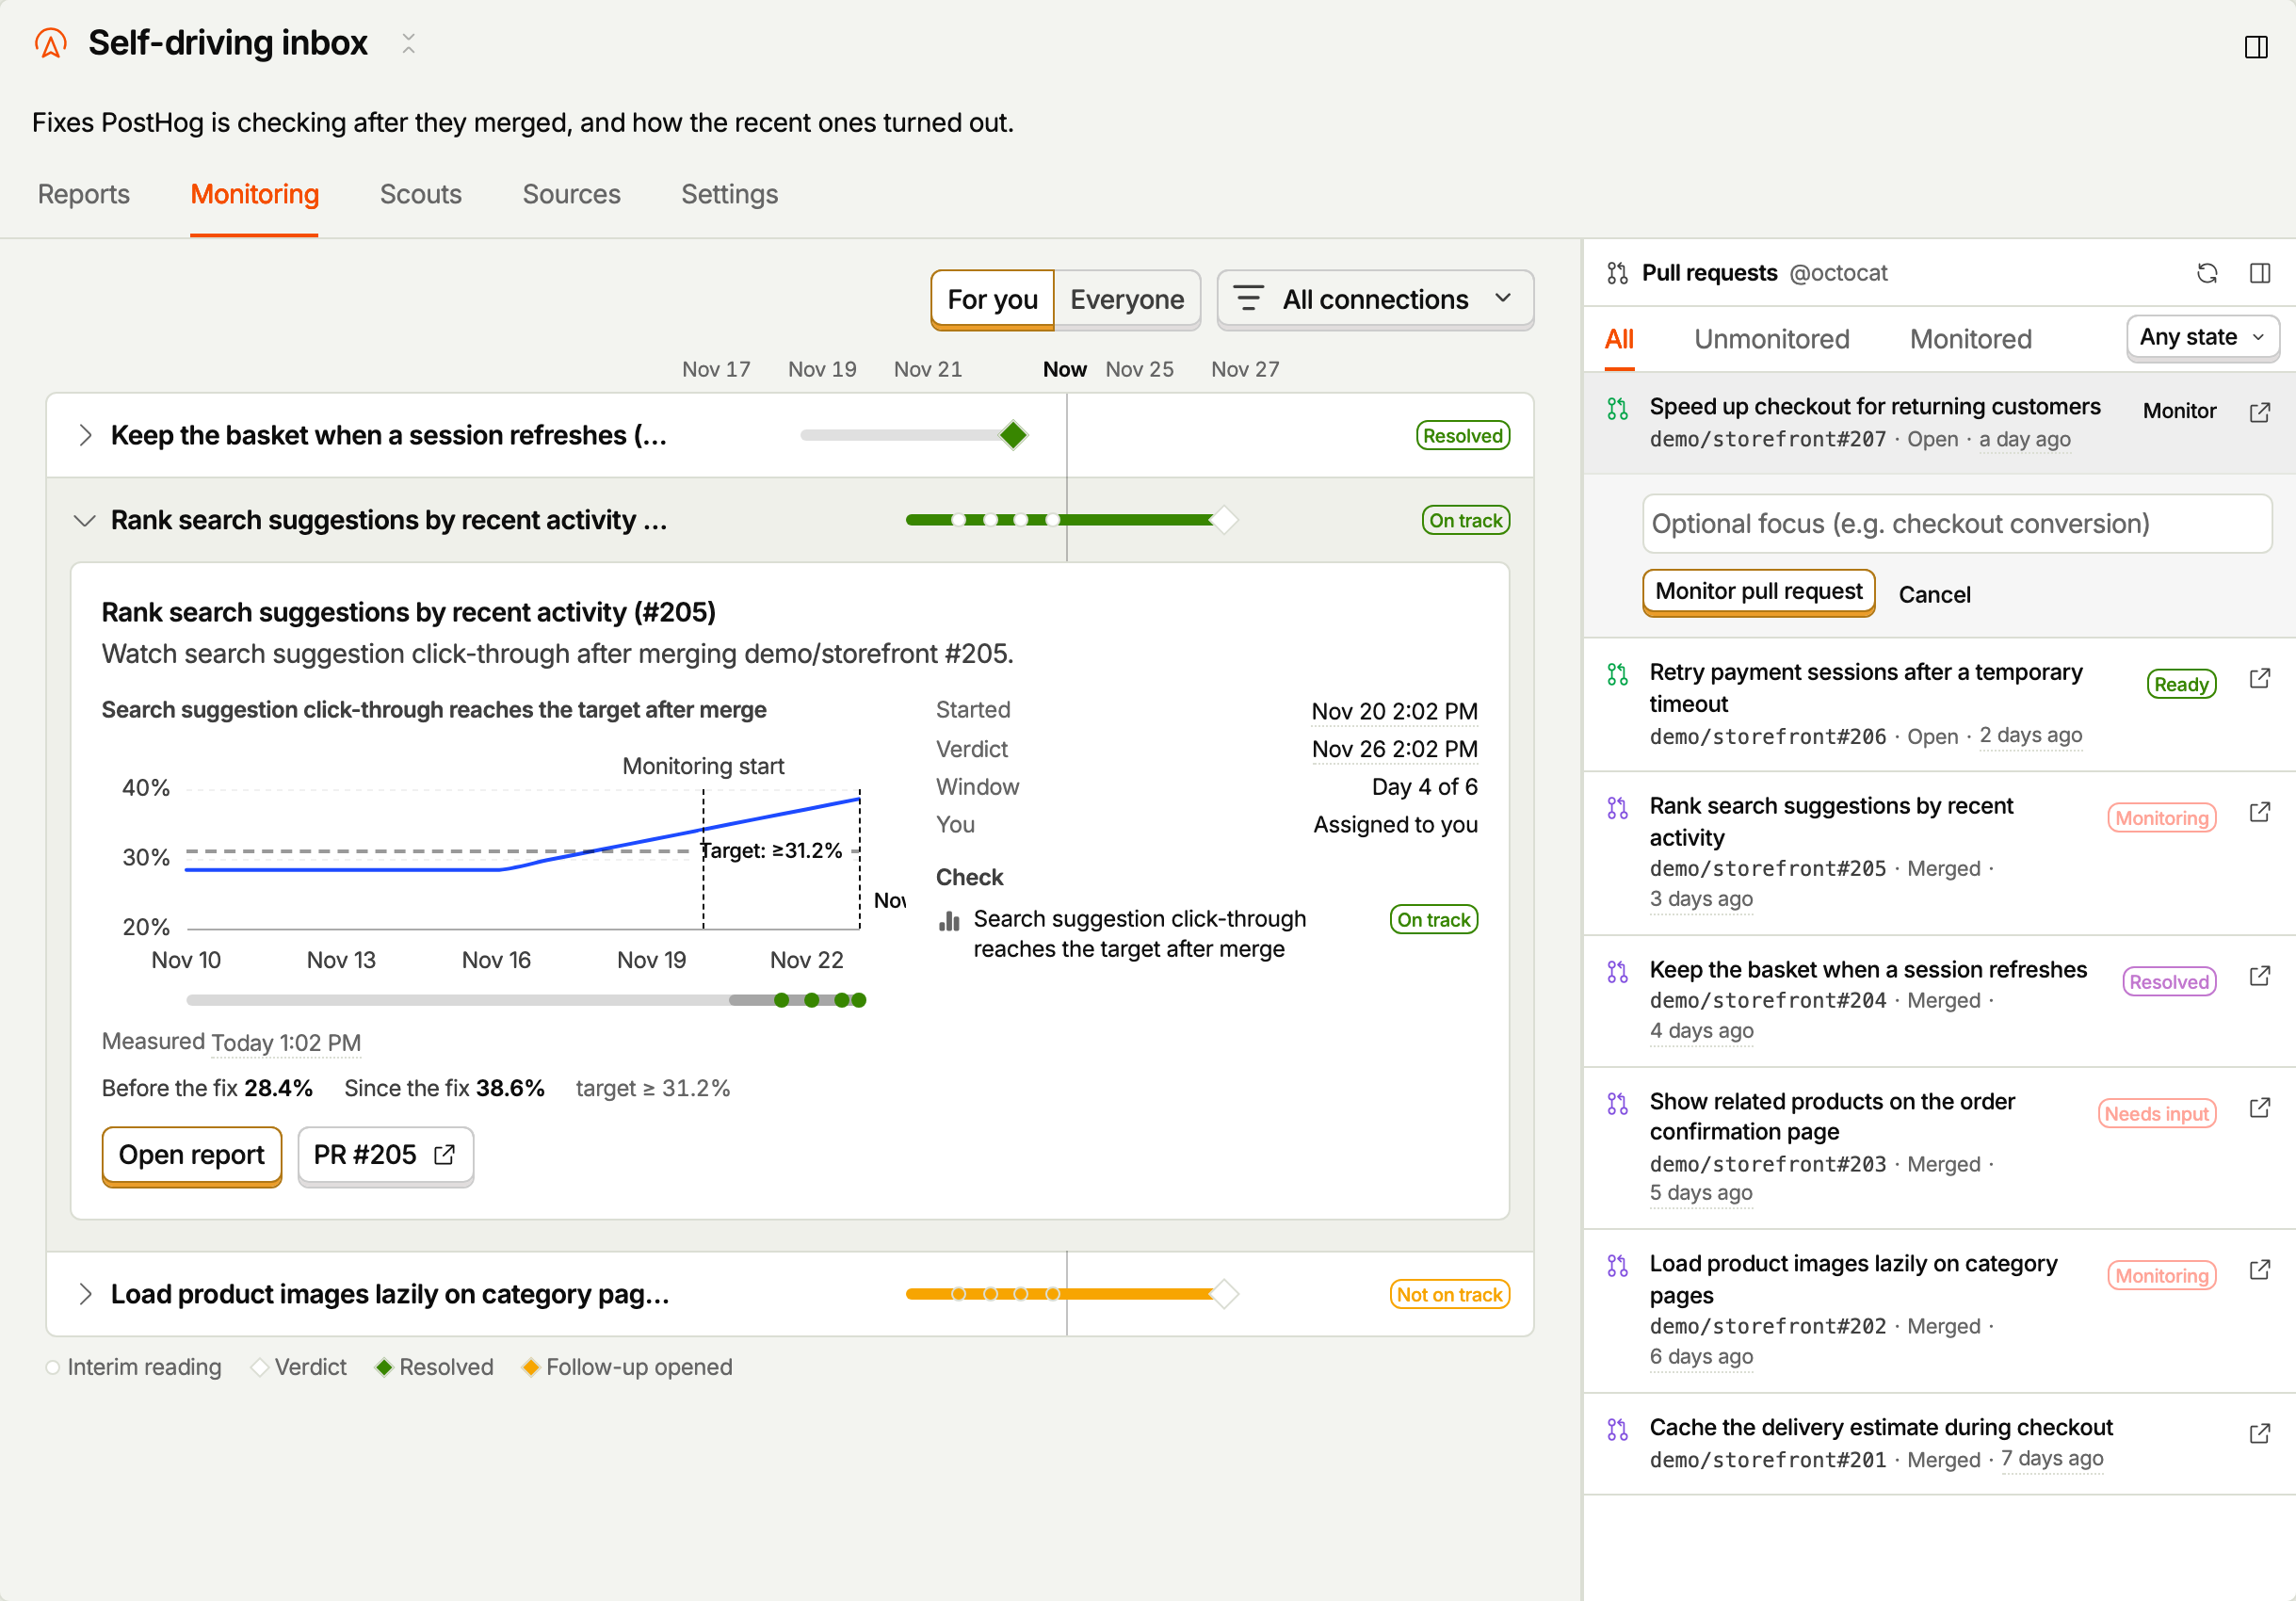 Self-driving inbox
Fixes PostHog is checking after they merged, and how the recent ones turned out.
Reports
Monitoring
Scouts
Sources
Settings
For you
Everyone
All connections
Nov 17
Nov 19
Nov 21
Now
Nov 25
Nov 27
Keep the basket when a session refreshes (...
Resolved
Rank search suggestions by recent activity ...
On track
Rank search suggestions by recent activity (#205)
Watch search suggestion click-through after merging demo/storefront #205.
Search suggestion click-through reaches the target after merge
Monitoring start
40%
30%
20%
Target: ≥31.2%
Nov 10
Nov 13
Nov 16
Nov 19
Nov 22
Measured Today 1:02 PM
Before the fix 28.4%
Since the fix 38.6%
target ≥ 31.2%
Open report
PR #205
Started
Nov 20 2:02 PM
Verdict
Nov 26 2:02 PM
Window
Day 4 of 6
You
Assigned to you
Check
Search suggestion click-through
reaches the target after merge
On track
Load product images lazily on category pag...
Not on track
Interim reading
Verdict
Resolved
Follow-up opened
Pull requests @octocat
All
Unmonitored
Monitored
Any state
Speed up checkout for returning customers
Monitor
demo/storefront#207 · Open · a day ago
Optional focus (e.g. checkout conversion)
Monitor pull request
Cancel
Retry payment sessions after a temporary
timeout
Ready
demo/storefront#206 · Open · 2 days ago
Rank search suggestions by recent
activity
Monitoring
demo/storefront#205 · Merged ·
3 days ago
Keep the basket when a session refreshes
Resolved
demo/storefront#204 · Merged ·
4 days ago
Show related products on the order
confirmation page
Needs input
demo/storefront#203 · Merged ·
5 days ago
Load product images lazily on category
pages
Monitoring
demo/storefront#202 · Merged ·
6 days ago
Cache the delivery estimate during checkout
demo/storefront#201 · Merged · 7 days ago